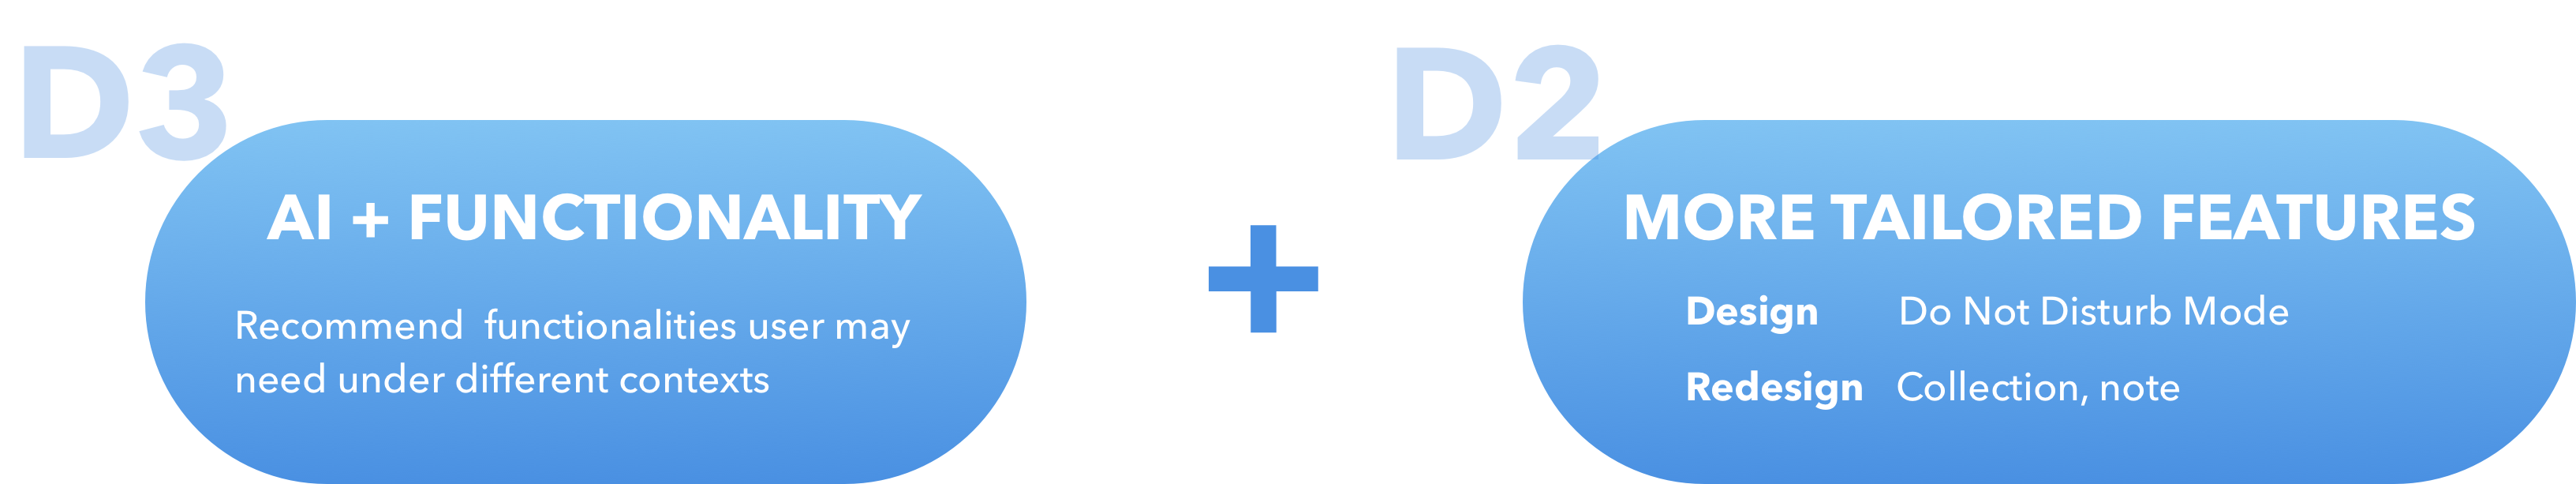 D3
AI + FUNCTIONALITY
Recommend functionalities user may
need under different contexts
+
D2
MORE TAILORED FEATURES
Design Do Not Disturb Mode
Redesign Collection, note